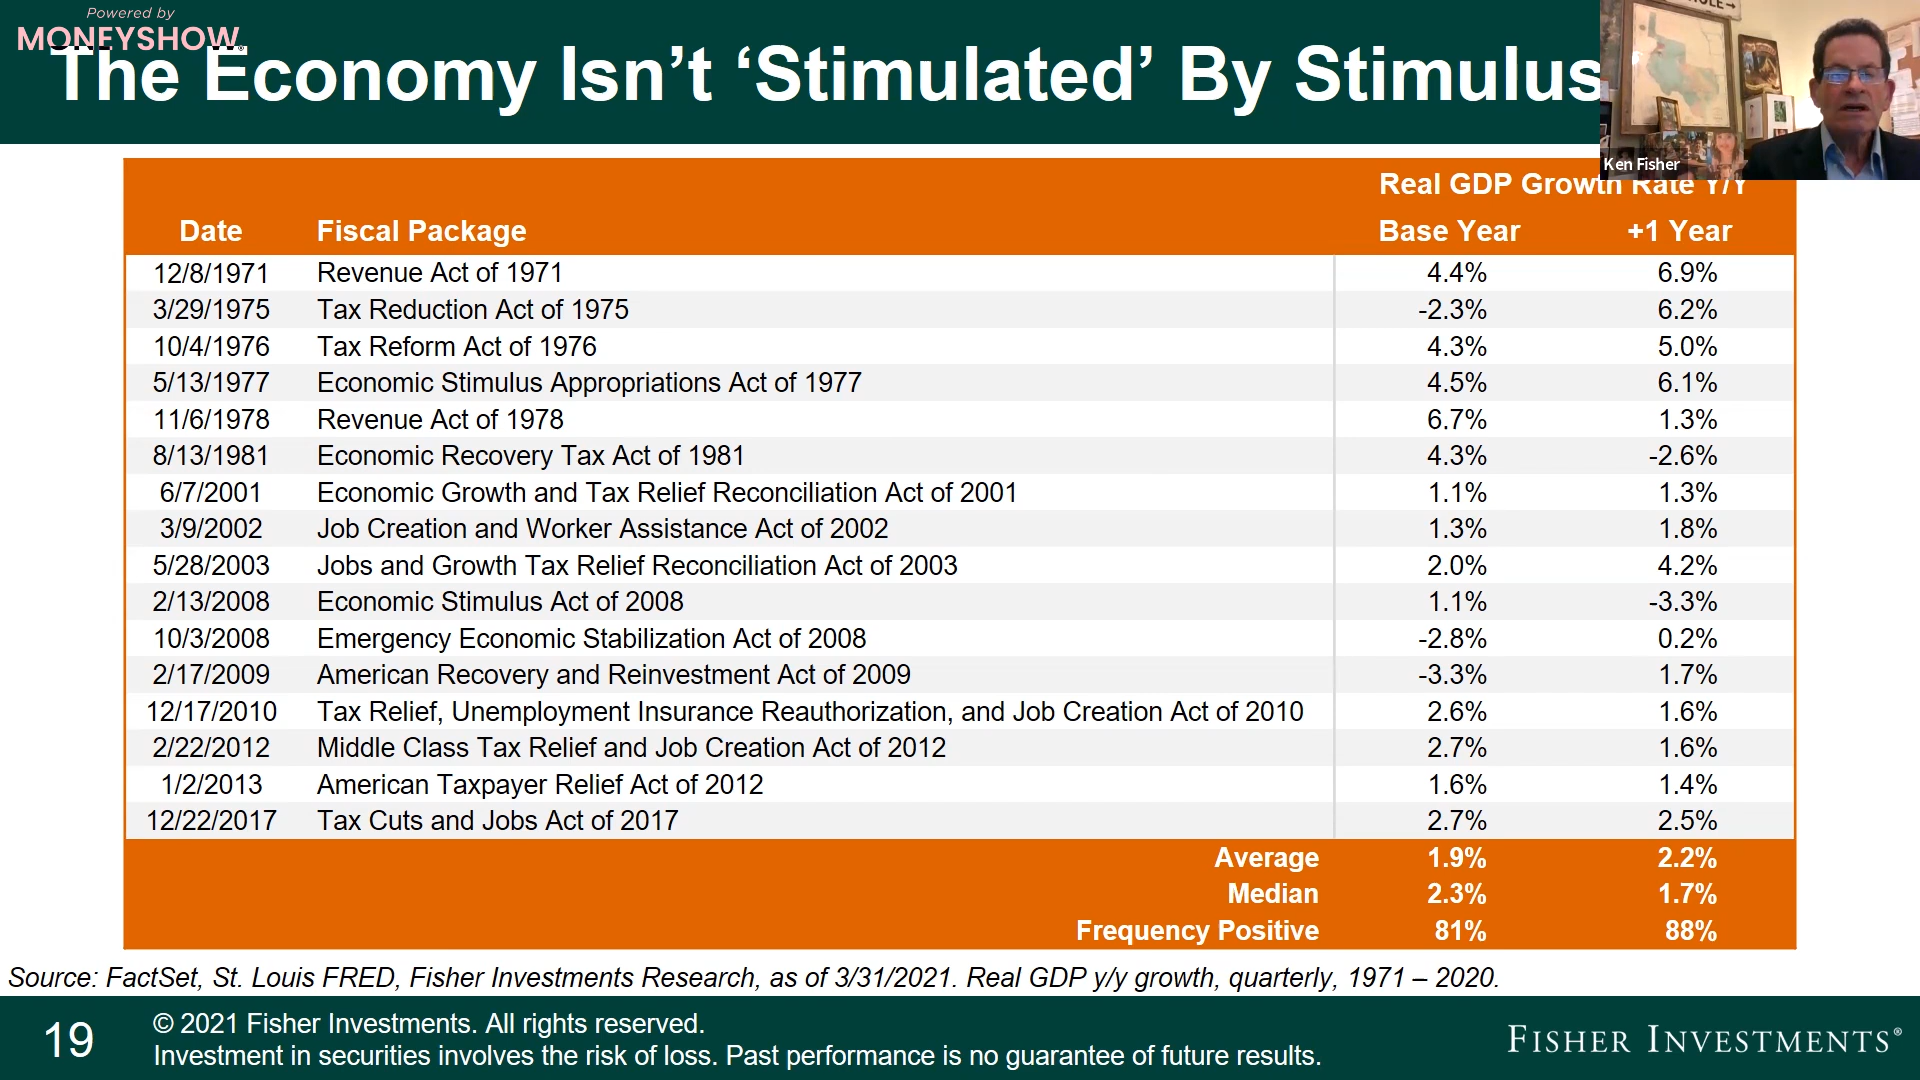 Powered by
MONEYSHOW
The Economy Isn’t ‘Stimulated’ By Stimulus
Ken Fisher
Real GDP Growth Rate Y/Y
Date Fiscal Package Base Year +1 Year
12/8/1971 Revenue Act of 1971 4.4% 6.9%
3/29/1975 Tax Reduction Act of 1975 -2.3% 6.2%
10/4/1976 Tax Reform Act of 1976 4.3% 5.0%
5/13/1977 Economic Stimulus Appropriations Act of 1977 4.5% 6.1%
11/6/1978 Revenue Act of 1978 6.7% 1.3%
8/13/1981 Economic Recovery Tax Act of 1981 4.3% -2.6%
6/7/2001 Economic Growth and Tax Relief Reconciliation Act of 2001 1.1% 1.3%
3/9/2002 Job Creation and Worker Assistance Act of 2002 1.3% 1.8%
5/28/2003 Jobs and Growth Tax Relief Reconciliation Act of 2003 2.0% 4.2%
2/13/2008 Economic Stimulus Act of 2008 1.1% -3.3%
10/3/2008 Emergency Economic Stabilization Act of 2008 -2.8% 0.2%
2/17/2009 American Recovery and Reinvestment Act of 2009 -3.3% 1.7%
12/17/2010 Tax Relief, Unemployment Insurance Reauthorization, and Job Creation Act of 2010 2.6% 1.6%
2/22/2012 Middle Class Tax Relief and Job Creation Act of 2012 2.7% 1.6%
1/2/2013 American Taxpayer Relief Act of 2012 1.6% 1.4%
12/22/2017 Tax Cuts and Jobs Act of 2017 2.7% 2.5%
Average 1.9% 2.2%
Median 2.3% 1.7%
Frequency Positive 81% 88%
Source: FactSet, St. Louis FRED, Fisher Investments Research, as of 3/31/2021. Real GDP y/y growth, quarterly, 1971 – 2020.
19
© 2021 Fisher Investments. All rights reserved.
Investment in securities involves the risk of loss. Past performance is no guarantee of future results.
FISHER INVESTMENTS®